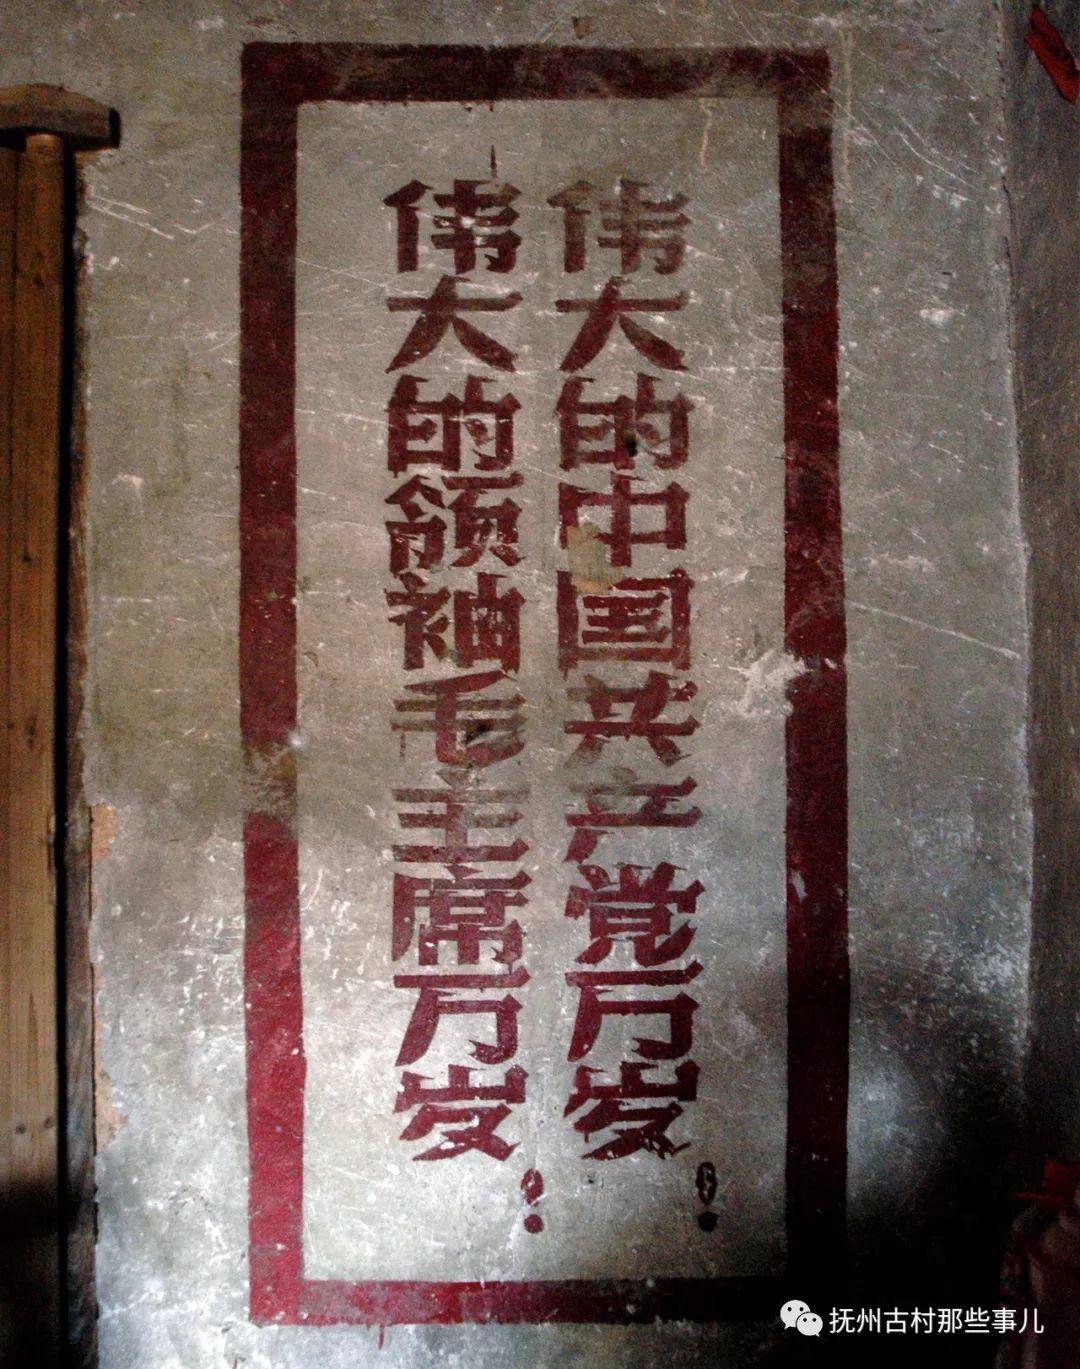 伟大的中国共产党万岁!
伟大的领袖毛主席万岁!
抚州古村那些事儿